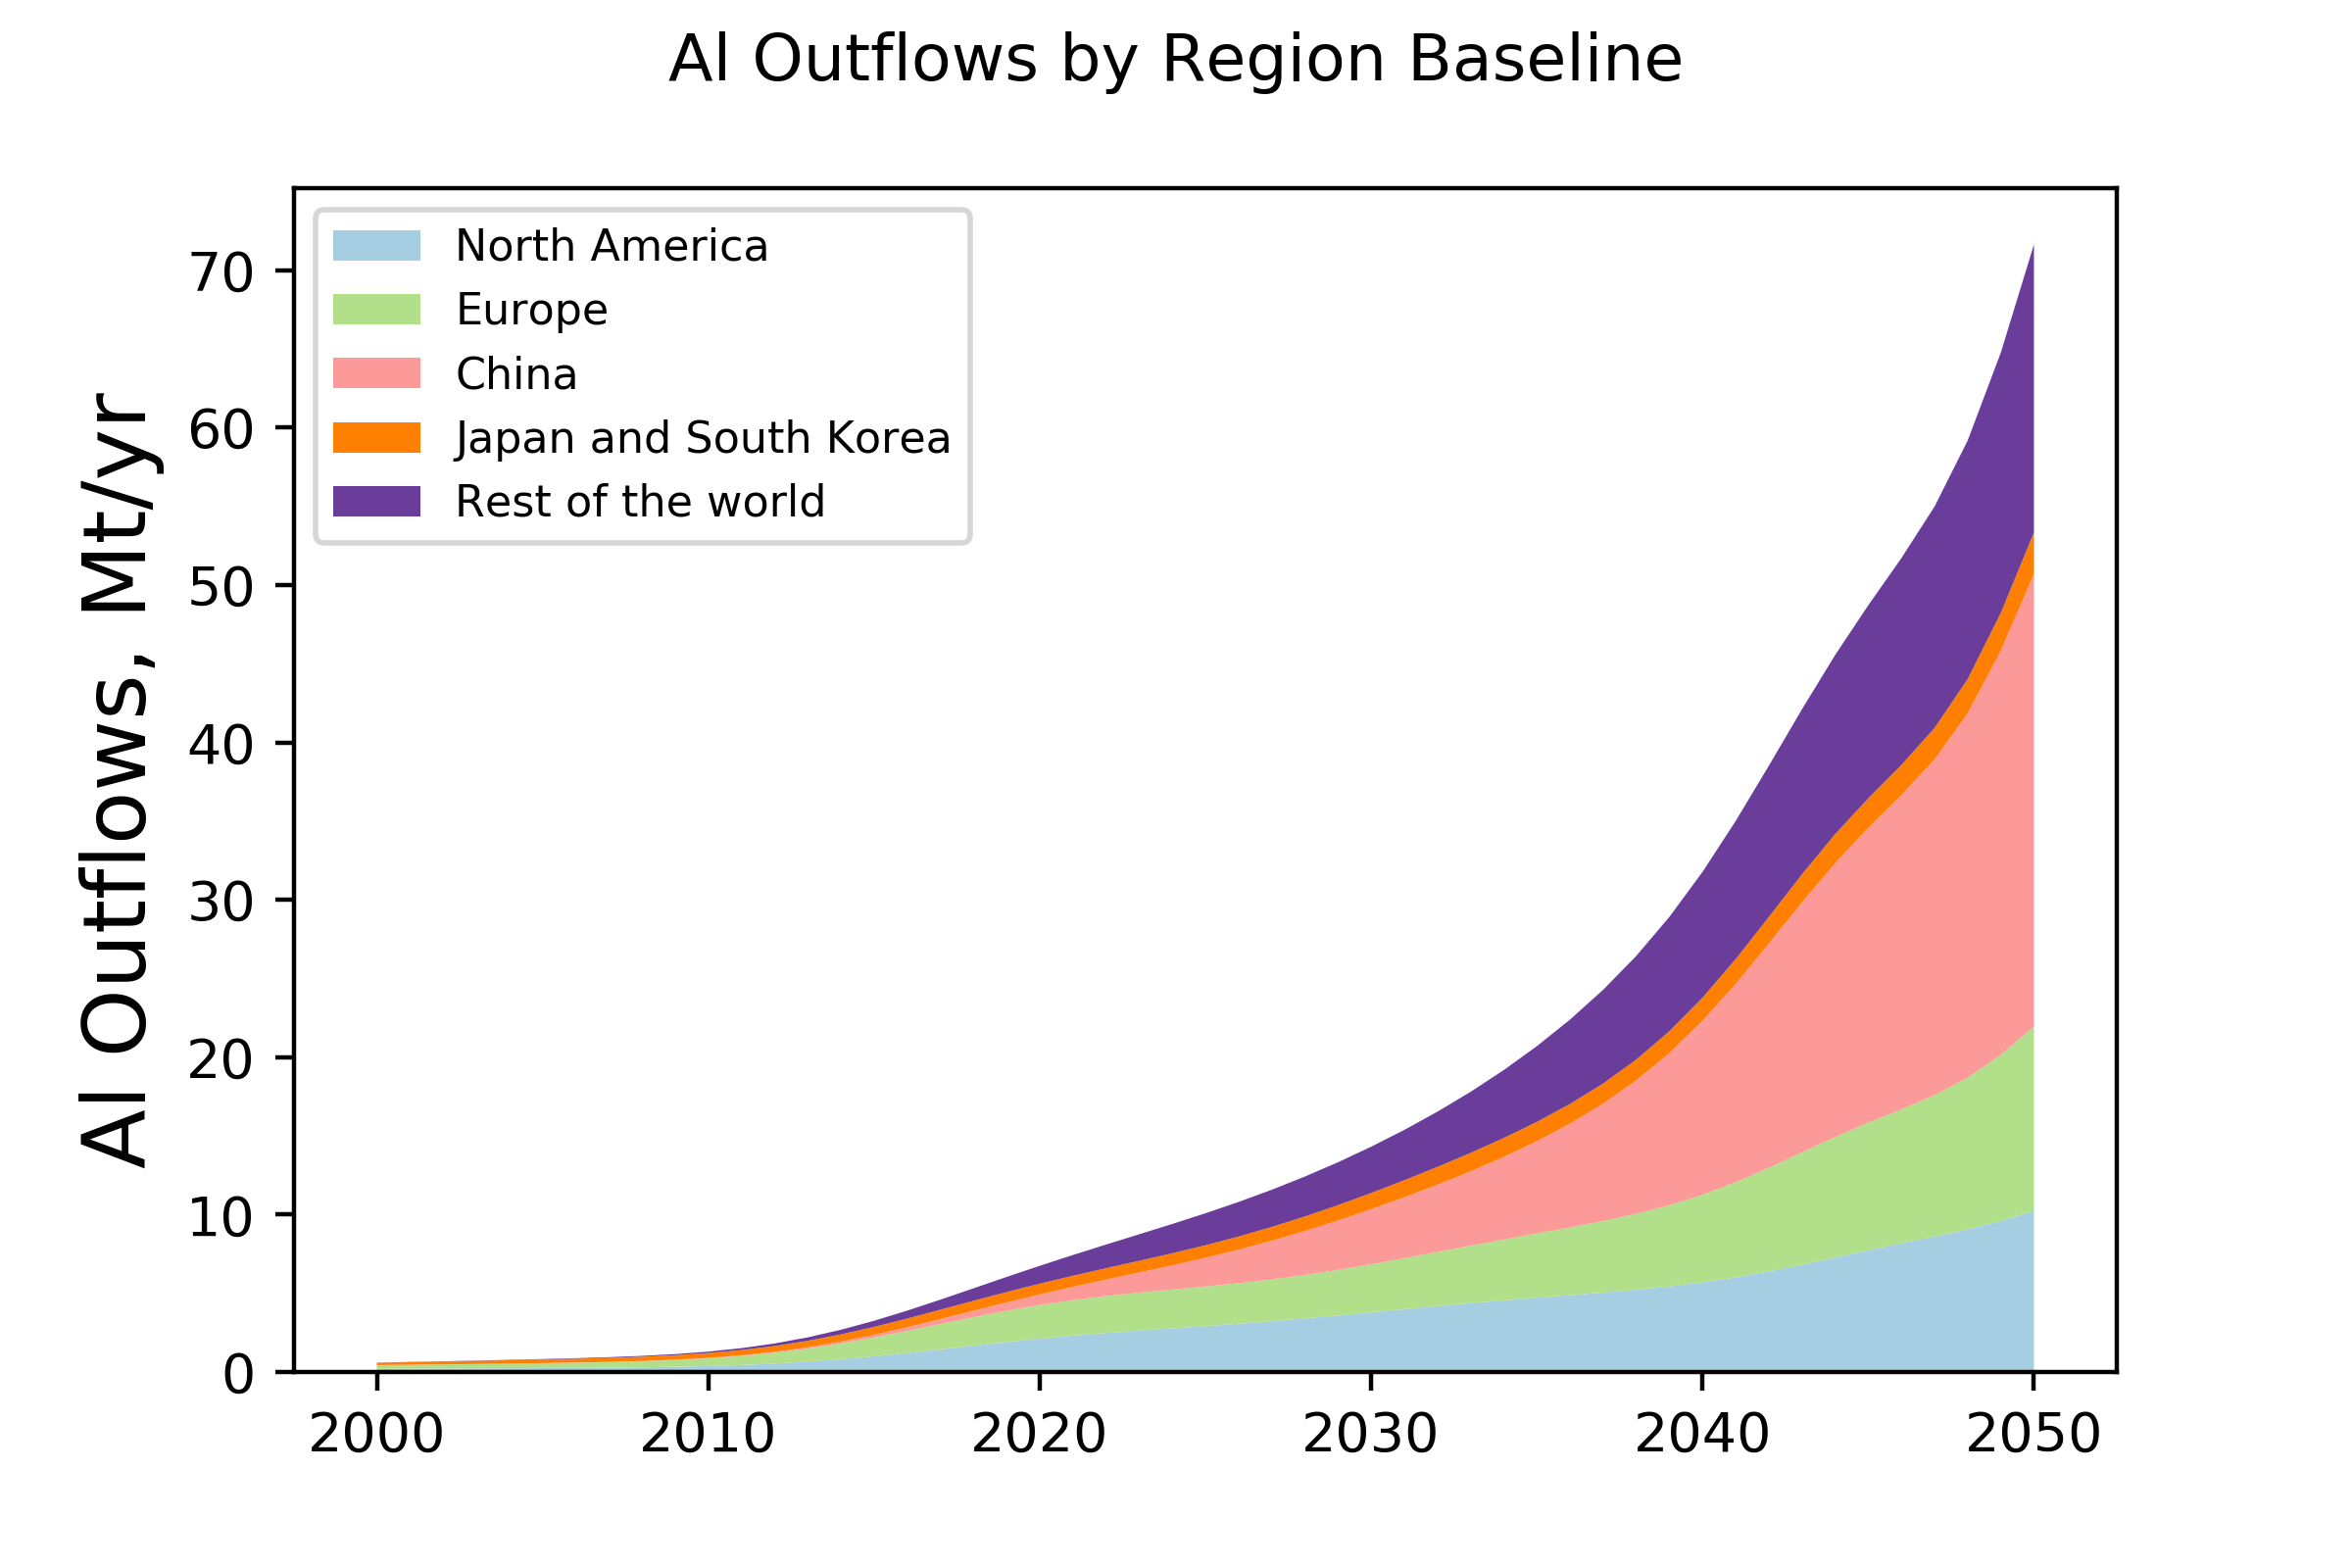 Al Outflows by Region Baseline
Al Outflows, Mt/yr
North America
Europe
China
Japan and South Korea
Rest of the world
70
60
50
40
30
20
10
0
2000 2010 2020 2030 2040 2050